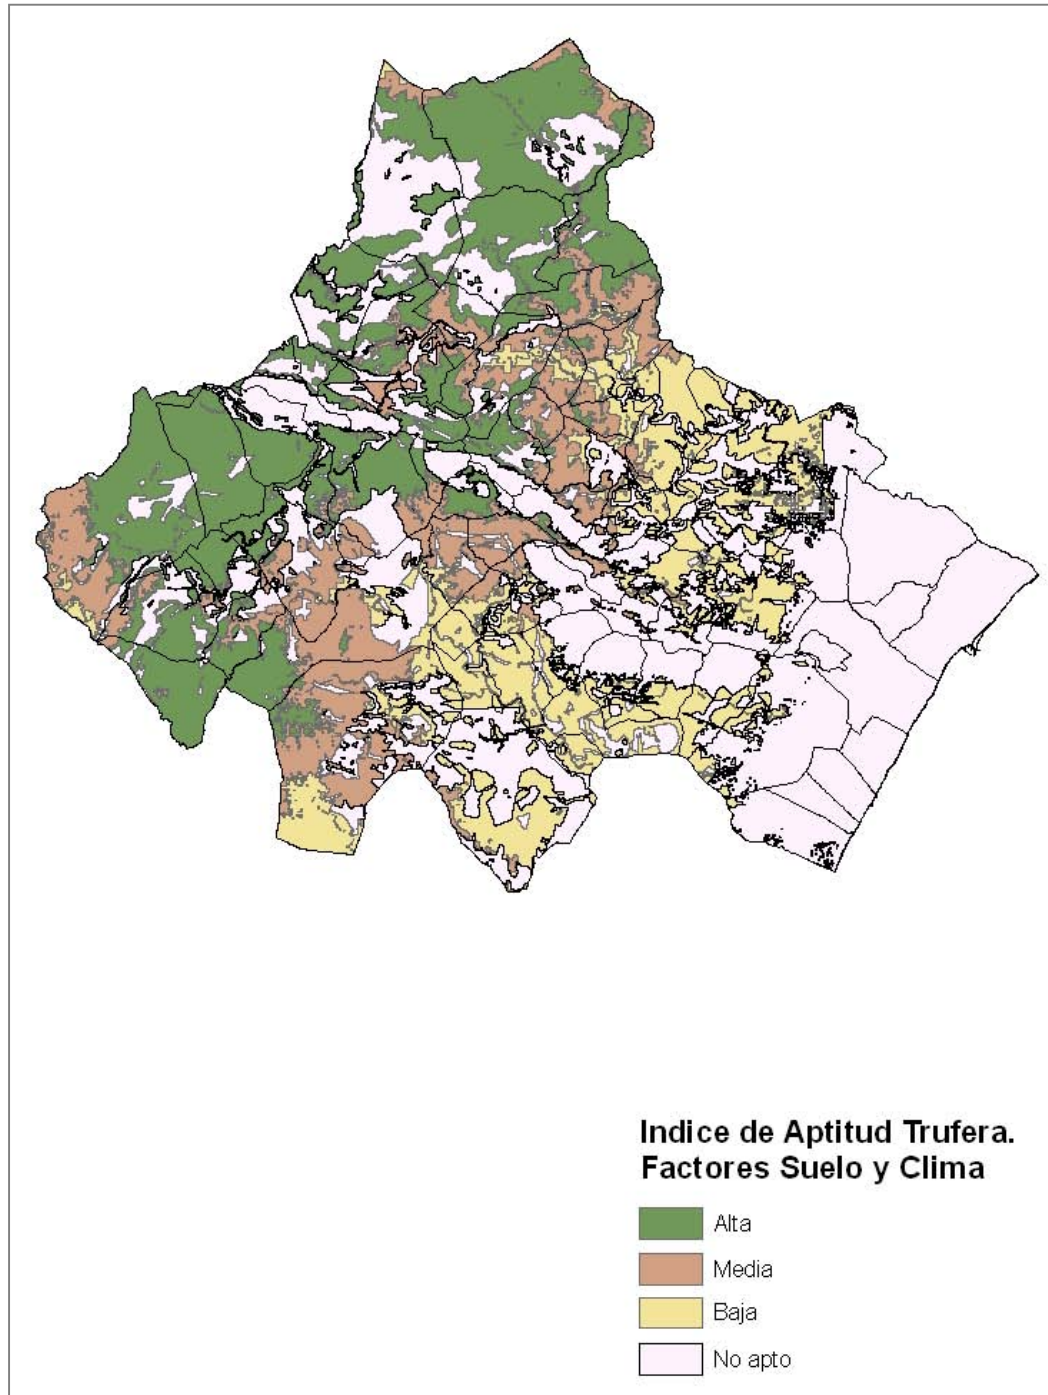 Indice de Aptitud Trufera.
Factores Suelo y Clima
Alta
Media
Baja
No apto